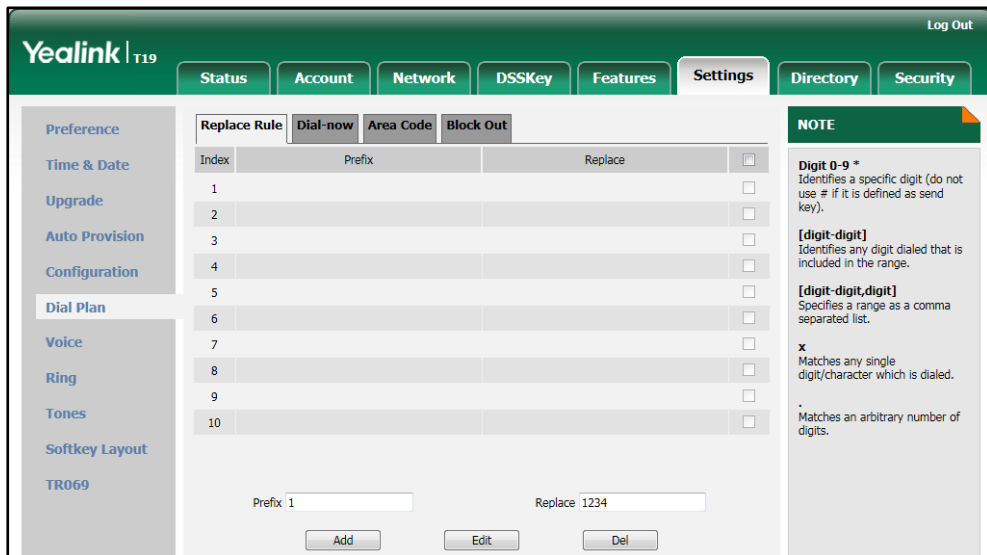 Log Out
Yealink | T19
Status Account Network DSSKey Features Settings Directory Security
Preference
Time & Date
Upgrade
Auto Provision
Configuration
Dial Plan
Voice
Ring
Tones
Softkey Layout
TR069
Replace Rule Dial-now Area Code Block Out
Index Prefix Replace
1
2
3
4
5
6
7
8
9
10
Prefix 1 Replace 1234
Add Edit Del
NOTE
Digit 0-9 *
Identifies a specific digit (do not
use # if it is defined as send
key).
[digit-digit]
Identifies any digit dialed that is
included in the range.
[digit-digit,digit]
Specifies a range as a comma
separated list.
x
Matches any single
digit/character which is dialed.
.
Matches an arbitrary number of
digits.